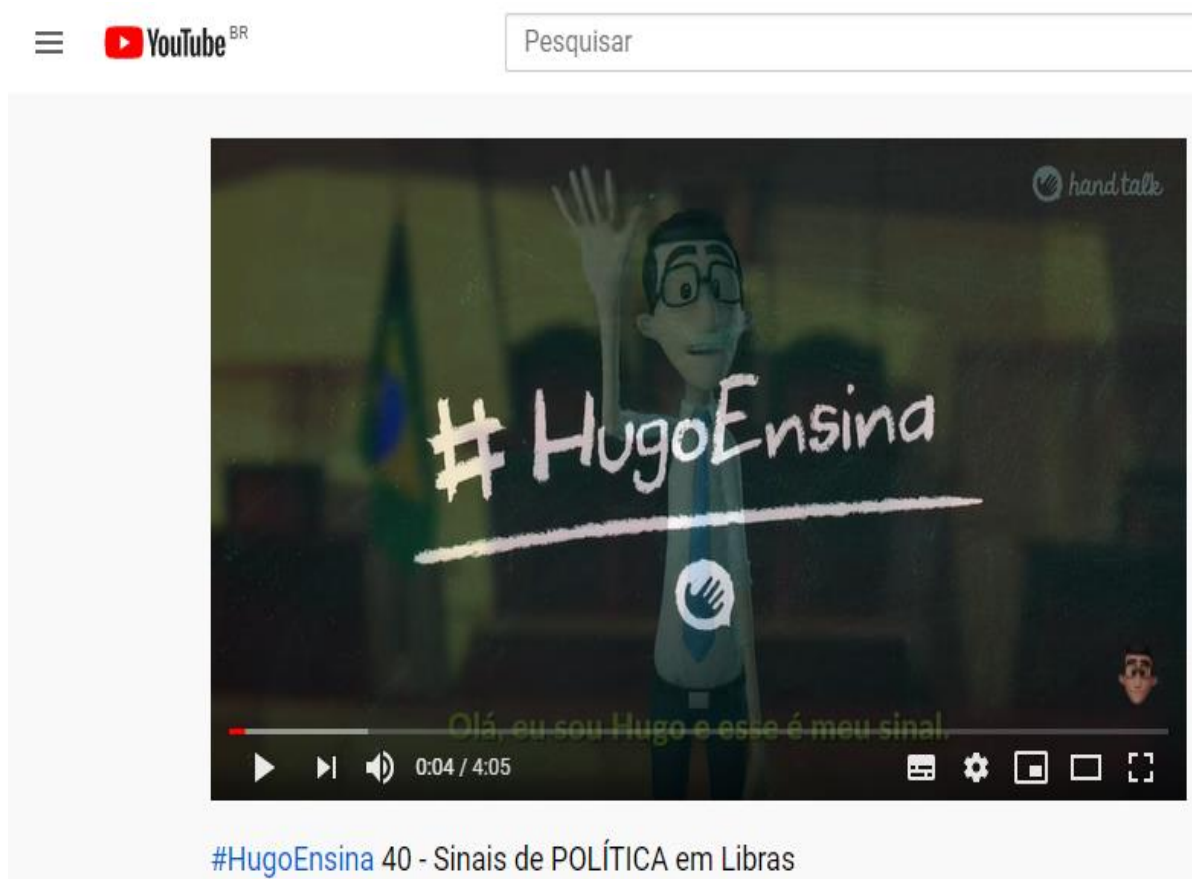 YouTube BR
Pesquisar
hand talk
#HugoEnsina
Olá, eu sou Hugo e esse é meu sinal.
0:04 / 4:05
#HugoEnsina 40 - Sinais de POLÍTICA em Libras